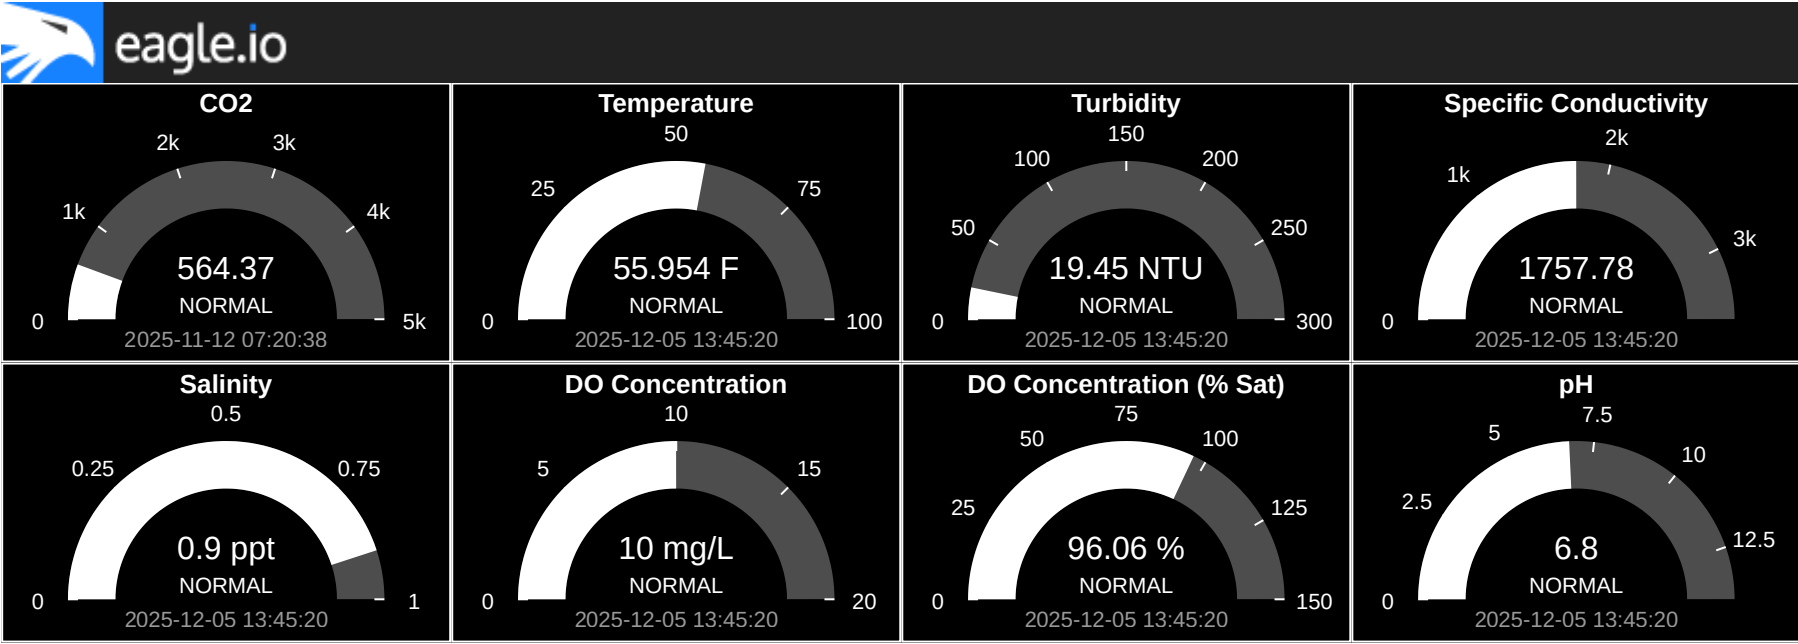 eagle.io
CO2
0
1k
2k
3k
4k
5k
564.37
NORMAL
2025-11-12 07:20:38
Temperature
0
25
50
75
100
55.954 F
NORMAL
2025-12-05 13:45:20
Turbidity
0
50
100
150
200
250
300
19.45 NTU
NORMAL
2025-12-05 13:45:20
Specific Conductivity
0
1k
2k
3k
1757.78
NORMAL
2025-12-05 13:45:20
Salinity
0
0.25
0.5
0.75
1
0.9 ppt
NORMAL
2025-12-05 13:45:20
DO Concentration
0
5
10
15
20
10 mg/L
NORMAL
2025-12-05 13:45:20
DO Concentration (% Sat)
0
25
50
75
100
125
150
96.06 %
NORMAL
2025-12-05 13:45:20
pH
0
2.5
5
7.5
10
12.5
6.8
NORMAL
2025-12-05 13:45:20